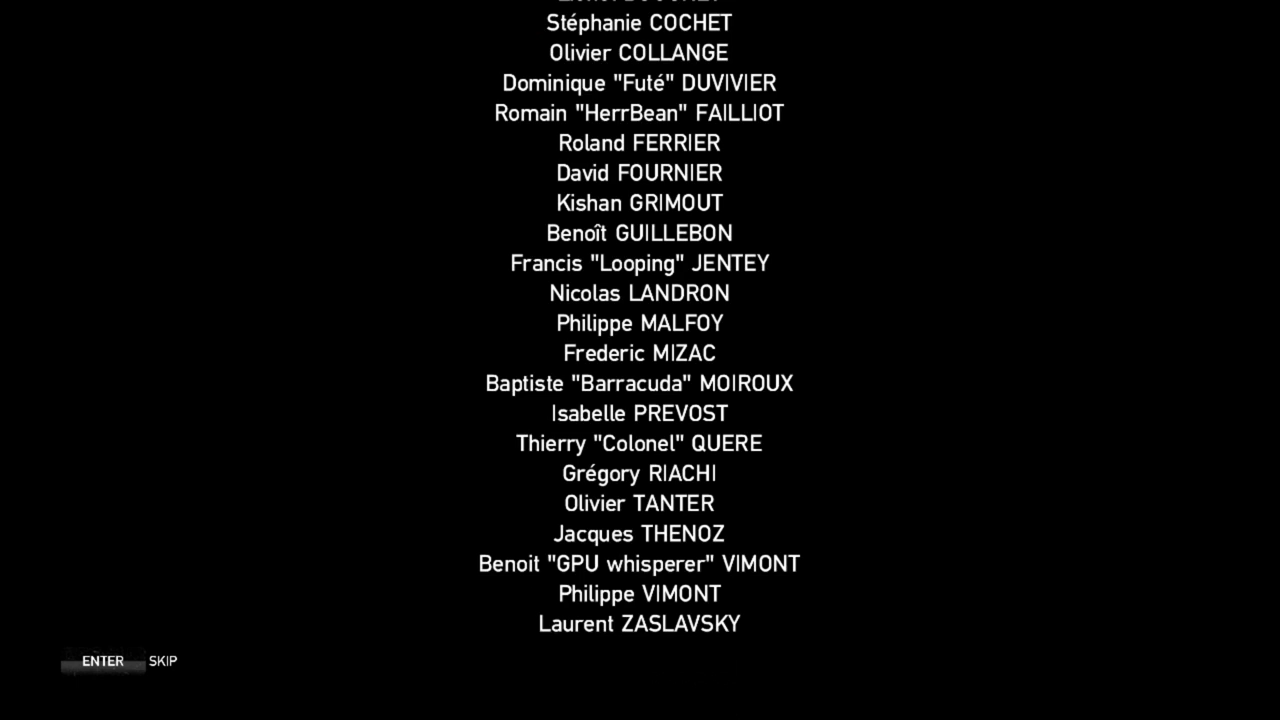 Stéphanie COCHET
Olivier COLLANGE
Dominique "Futé" DUVIVIER
Romain "HerrBean" FAILLIOT
Roland FERRIER
David FOURNIER
Kishan GRIMOUT
Benoît GUILLEBON
Francis "Looping" JENTEY
Nicolas LANDRON
Philippe MALFOY
Frederic MIZAC
Baptiste "Barracuda" MOIROUX
Isabelle PREVOST
Thierry "Colonel" QUERE
Grégory RIACHI
Olivier TANTER
Jacques THENOZ
Benoit "GPU whisperer" VIMONT
Philippe VIMONT
Laurent ZASLAVSKY
ENTER SKIP